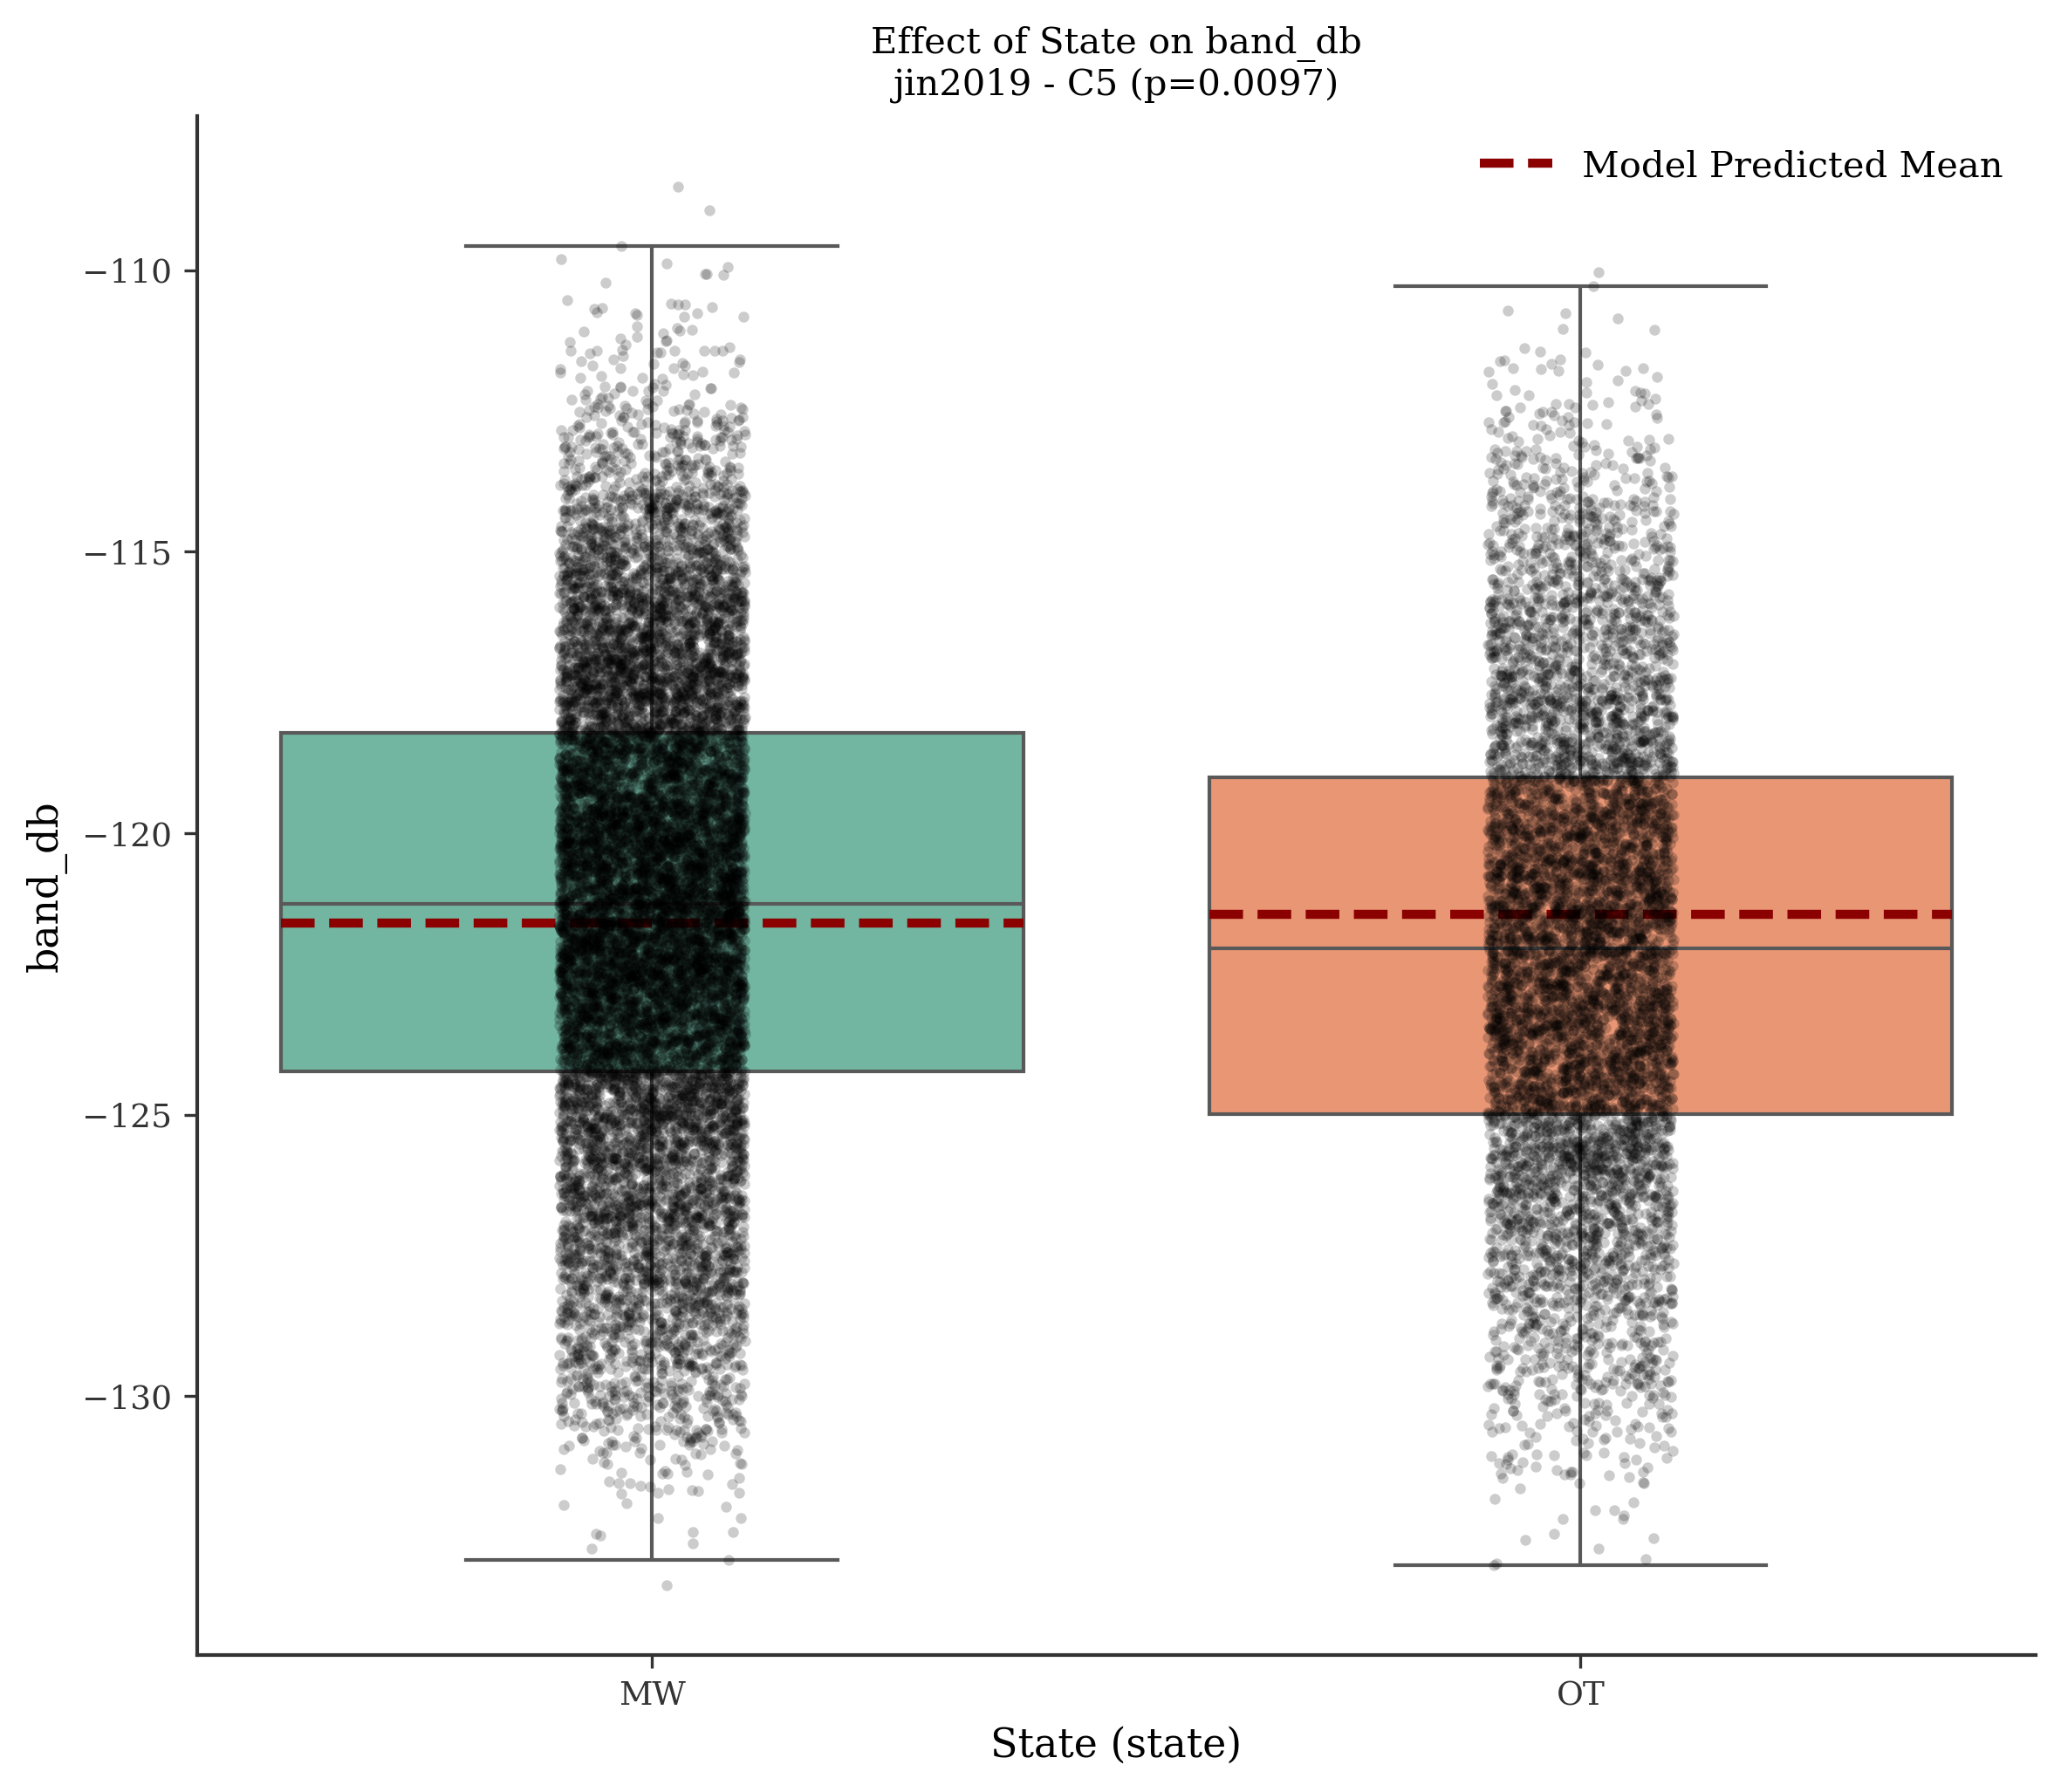 Effect of State on band_db
jin2019 - C5 (p=0.0097)
Model Predicted Mean
−110
−115
−120
−125
−130
band_db
MW
OT
State (state)